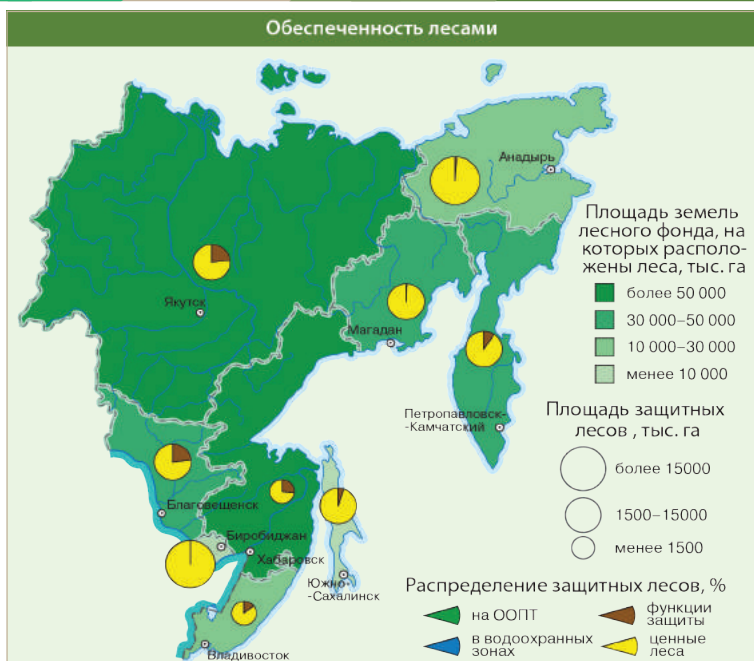 Обеспеченность лесами
Анадырь
Якутск
Магадан
Петропавловск-
-Камчатский
Благовещенск
Биробиджан
Хабаровск
Южно-
-Сахалинск
Владивосток
Площадь земель
лесного фонда, на
которых располо-
жены леса, тыс. га
более 50 000
30 000–50 000
10 000–30 000
менее 10 000
Площадь защитных
лесов , тыс. га
более 15000
1500–15000
менее 1500
Распределение защитных лесов, %
на ООПТ
функции
защиты
в водоохранных
зонах
ценные
леса